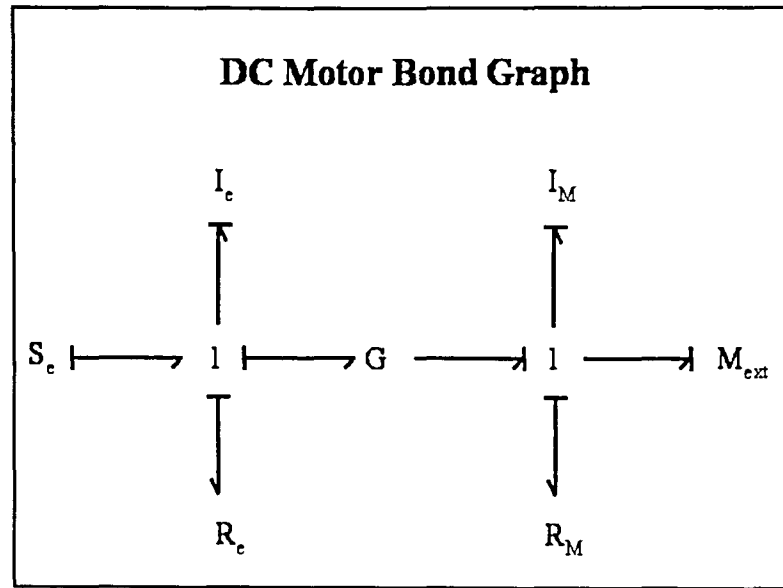 DC Motor Bond Graph
I_e I_M
S_e 1 G 1 M_ext
R_e R_M